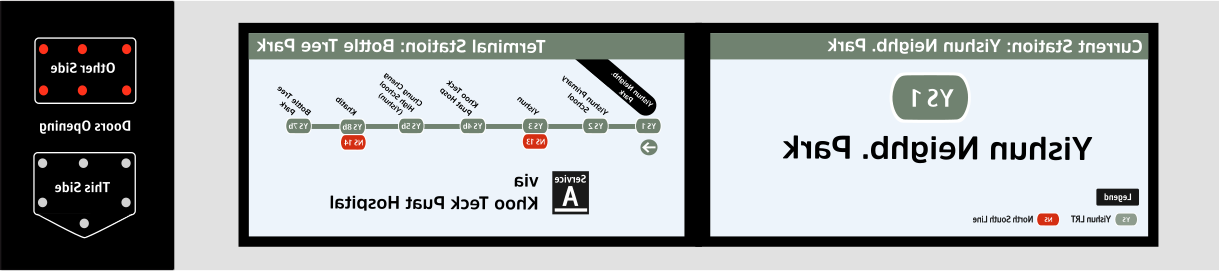 Current Station: Yishun Neighb. Park
YS 1
Yishun Neighb. Park
Legend
YS Yishun LRT NS North South Line
Terminal Station: Bottle Tree Park
Yishun Neighb.
Park
Yishun Primary
School
Yishun
Khoo Teck
Puat Hosp
Chung Cheng
High School
(Yishun)
Khatib
Bottle Tree
Park
YS 1 YS 2 YS 3 YS 4b YS 5b YS 8b YS 7b
NS 13 NS 14
Service
A
via
Khoo Teck Puat Hospital
Other Side
Doors Opening
This Side